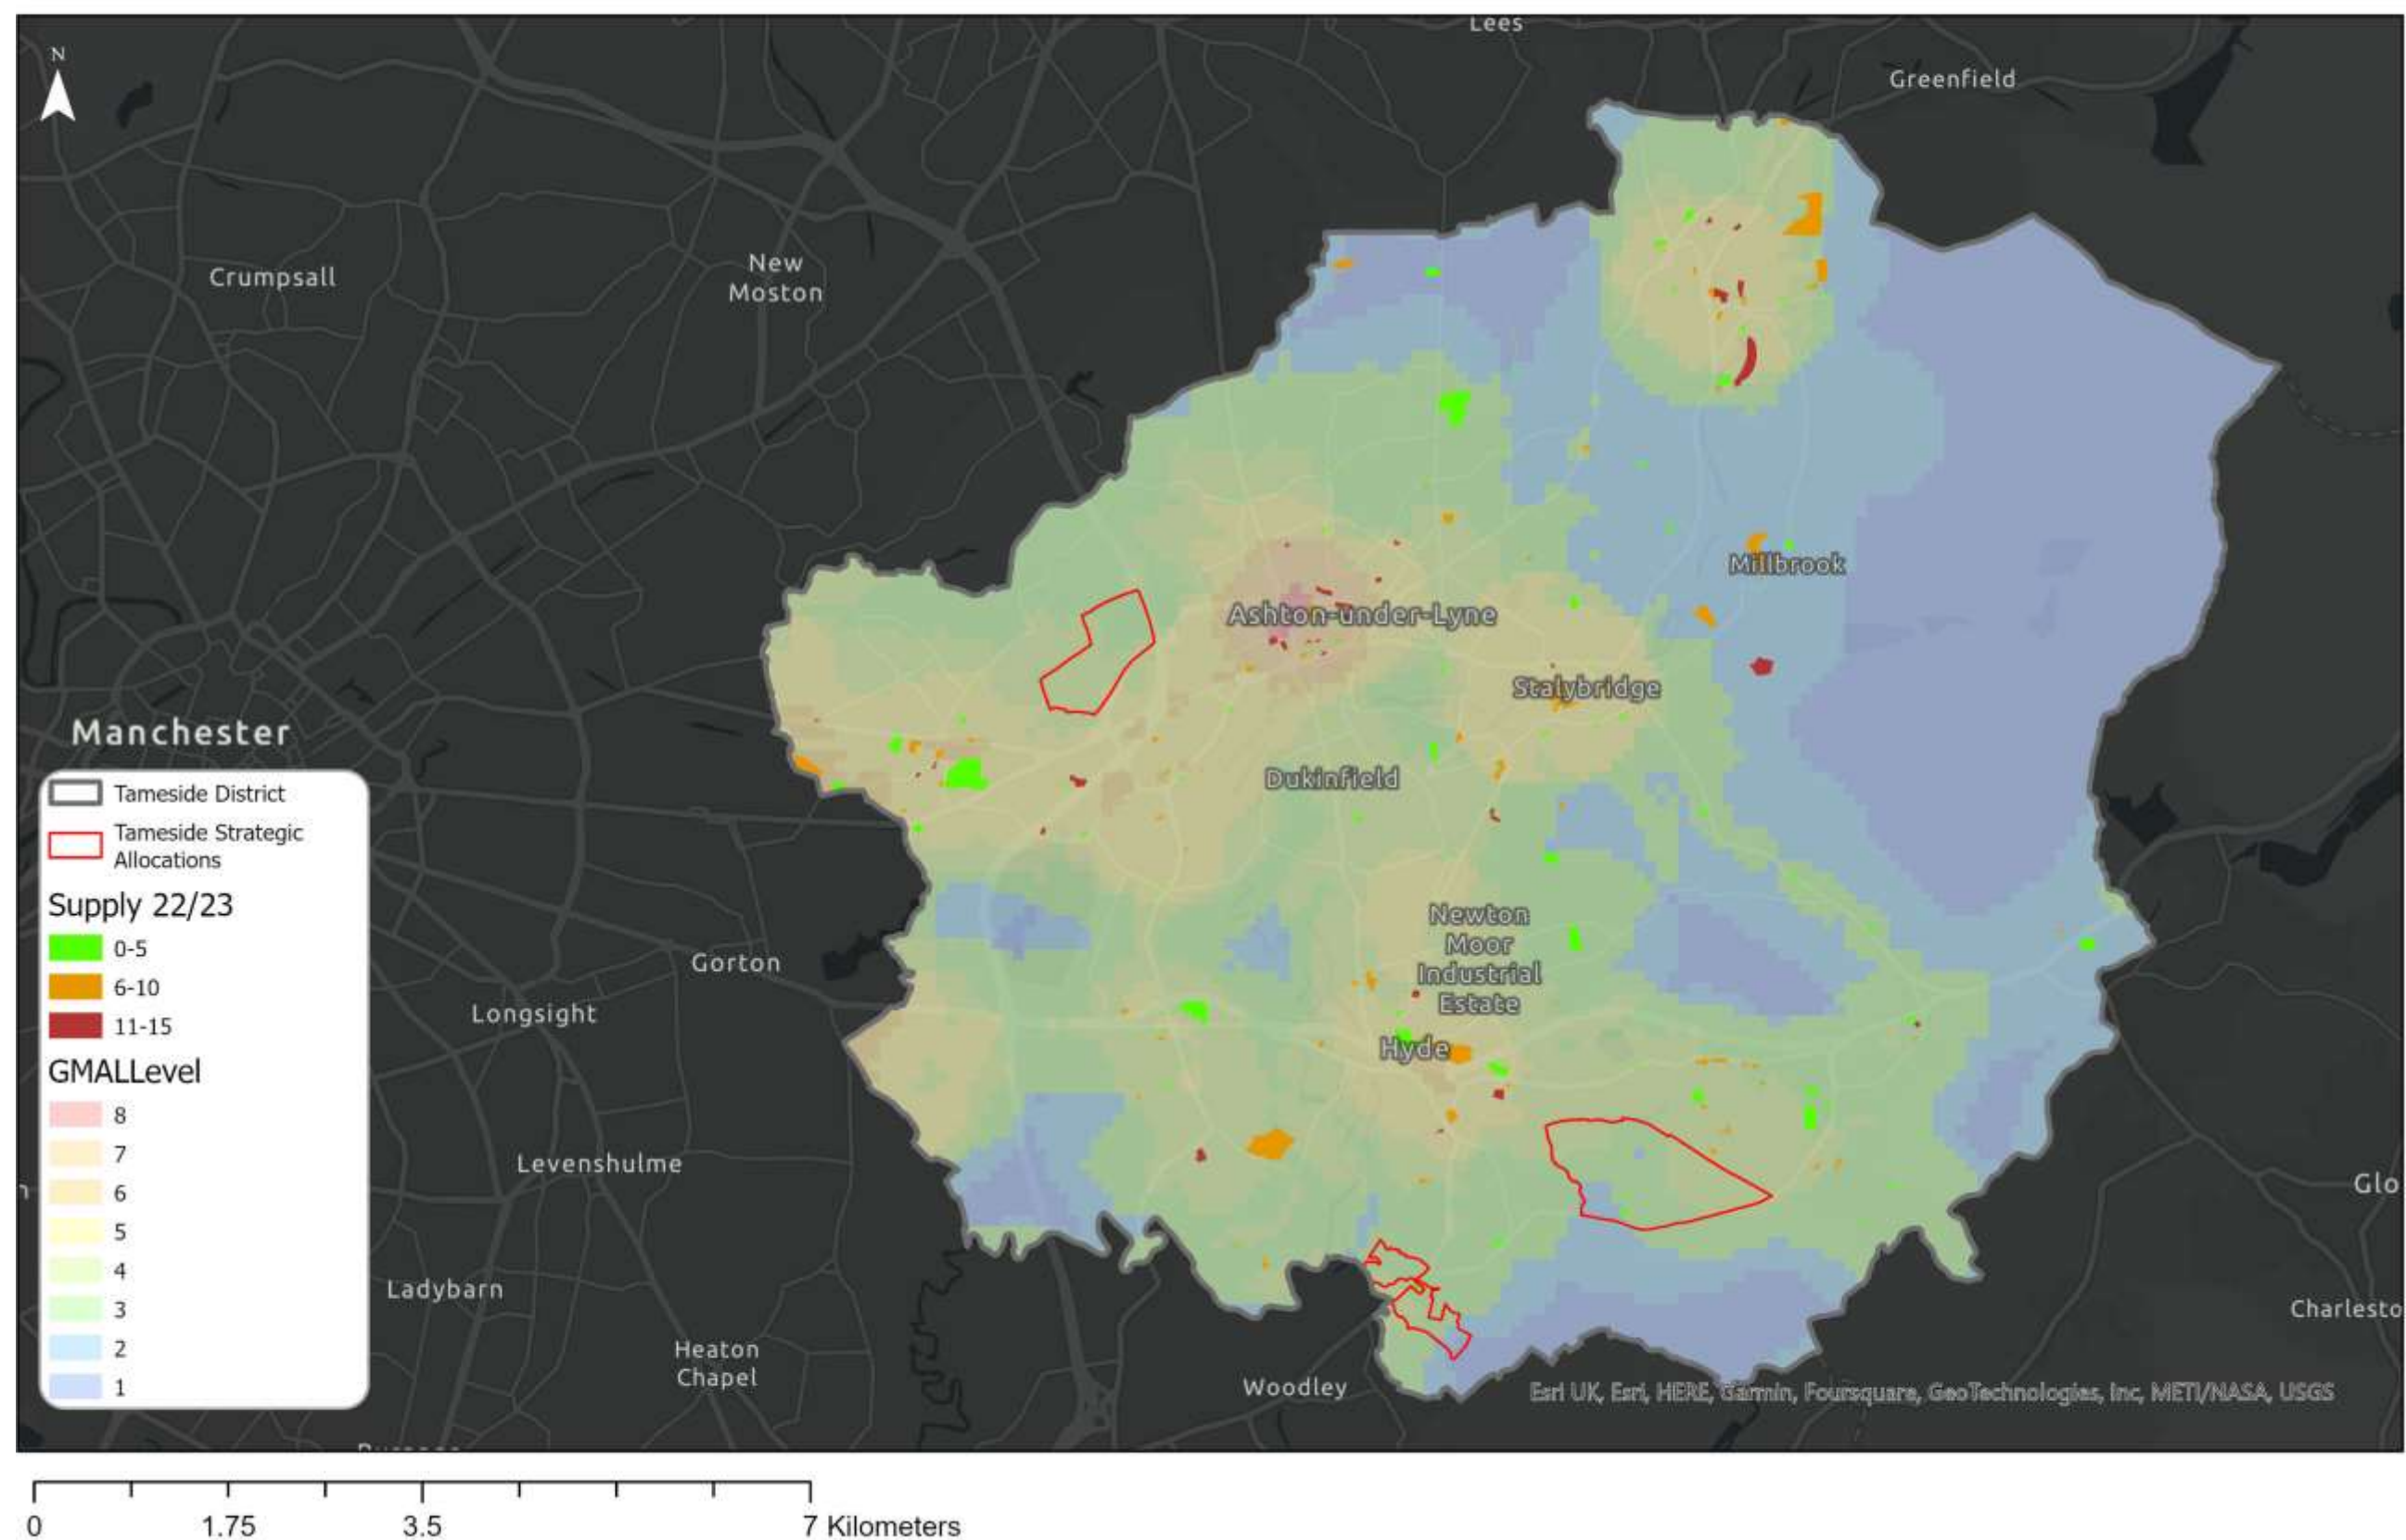 Lees
Greenfield
N
Crumpsall
New
Moston
Millbrook
Ashton-under-Lyne
Stalybridge
Manchester
Dukinfield
Newton
Moor
Industrial
Estate
Gorton
Longsight
Hyde
Levenshulme
Glo
Ladybarn
Charlesto
Heaton
Chapel
Woodley
Esri UK, Esri, HERE, Garmin, Foursquare, GeoTechnologies, Inc, METI/NASA, USGS
Tameside District
Tameside Strategic
Allocations
Supply 22/23
0-5
6-10
11-15
GMALLevel
8
7
6
5
4
3
2
1
0
1.75
3.5
7 Kilometers